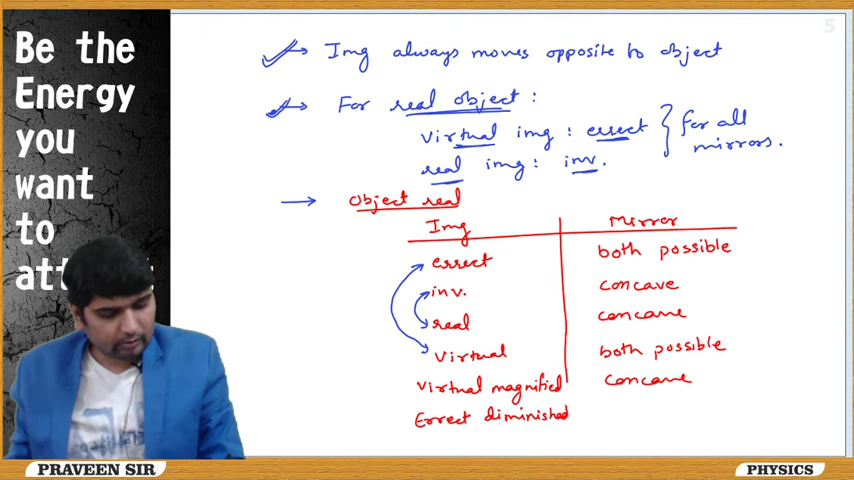 Be the
Energy
you
want
to
5
Img always moves opposite to object
For real object :
virtual img : errect
real img : inv.
for all
mirrors.
Object real
Img Mirror
errect both possible
inv. concave
real concave
Virtual both possible
Virtual magnified concave
Errect diminished
PRAVEEN SIR
PHYSICS